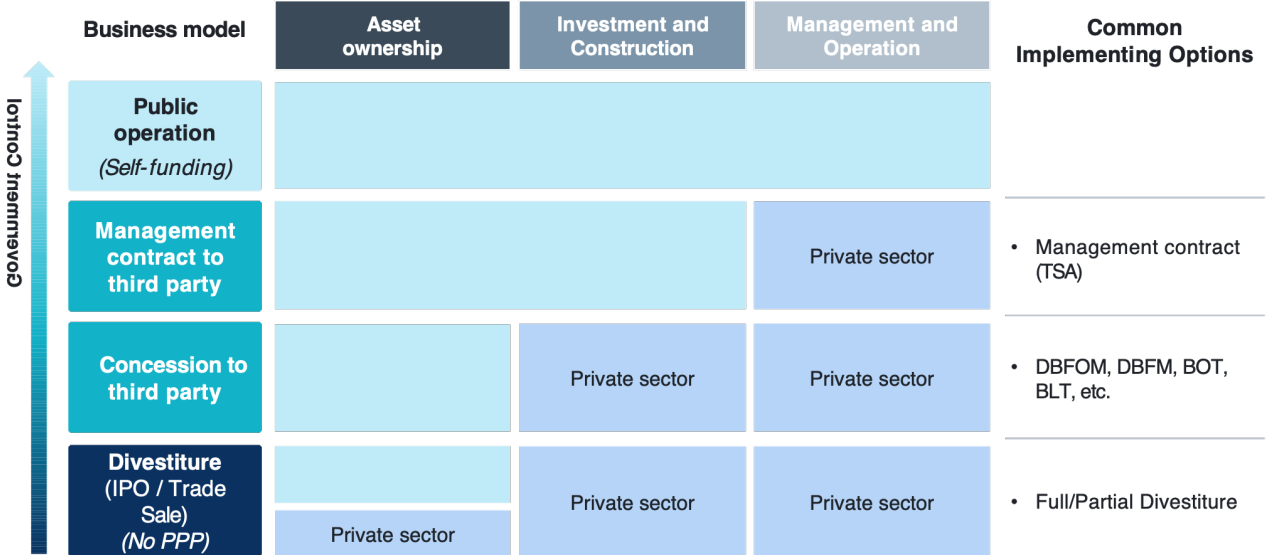 Business model
Asset
ownership
Investment and
Construction
Management and
Operation
Common
Implementing Options
Government Control
Public
operation
(Self-funding)
Management
contract to
third party
Private sector
• Management contract
(TSA)
Concession to
third party
Private sector
Private sector
• DBFOM, DBFM, BOT,
BLT, etc.
Divestiture
(IPO / Trade
Sale)
(No PPP)
Private sector
Private sector
Private sector
• Full/Partial Divestiture